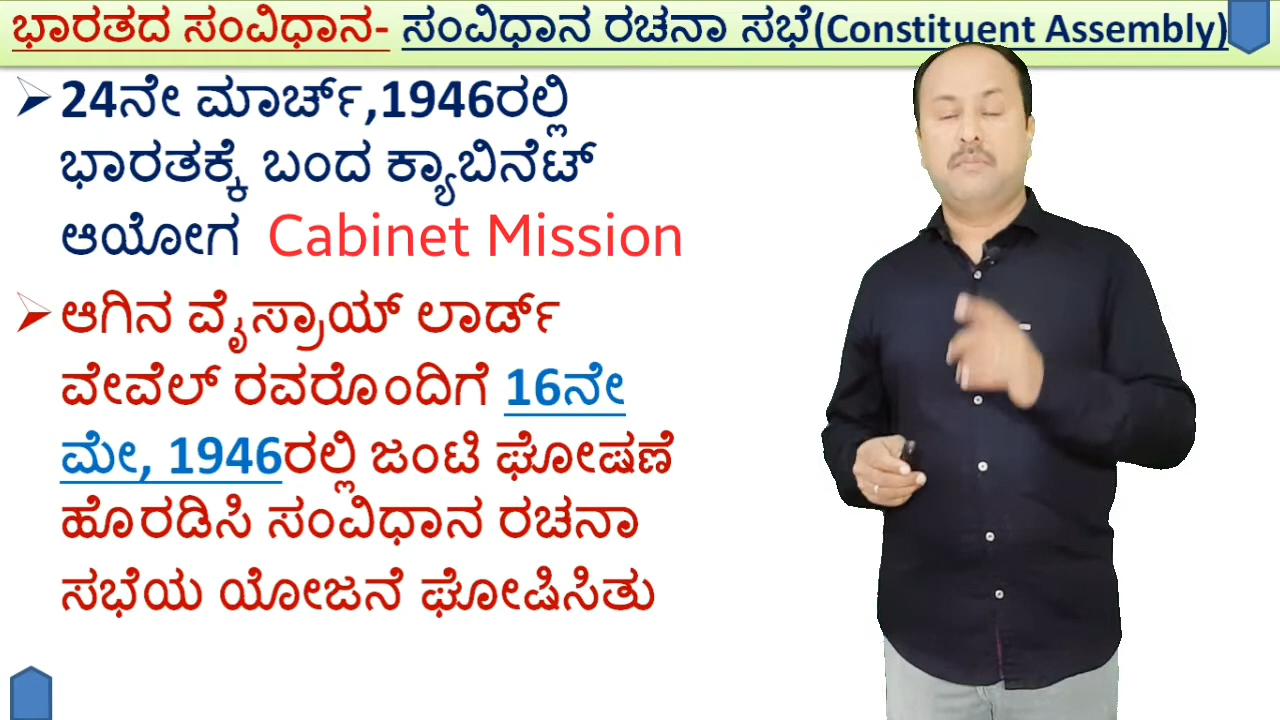 ಭಾರತದ ಸಂವಿಧಾನ- ಸಂವಿಧಾನ ರಚನಾ ಸಭೆ(Constituent Assembly)
24ನೇ ಮಾರ್ಚ್,1946ರಲ್ಲಿ
ಭಾರತಕ್ಕೆ ಬಂದ ಕ್ಯಾಬಿನೆಟ್
ಆಯೋಗ Cabinet Mission
ಆಗಿನ ವೈಸ್ರಾಯ್ ಲಾರ್ಡ್
ವೇವೆಲ್ ರವರೊಂದಿಗೆ 16ನೇ
ಮೇ, 1946ರಲ್ಲಿ ಜಂಟಿ ಘೋಷಣೆ
ಹೊರಡಿಸಿ ಸಂವಿಧಾನ ರಚನಾ
ಸಭೆಯ ಯೋಜನೆ ಘೋಷಿಸಿತು